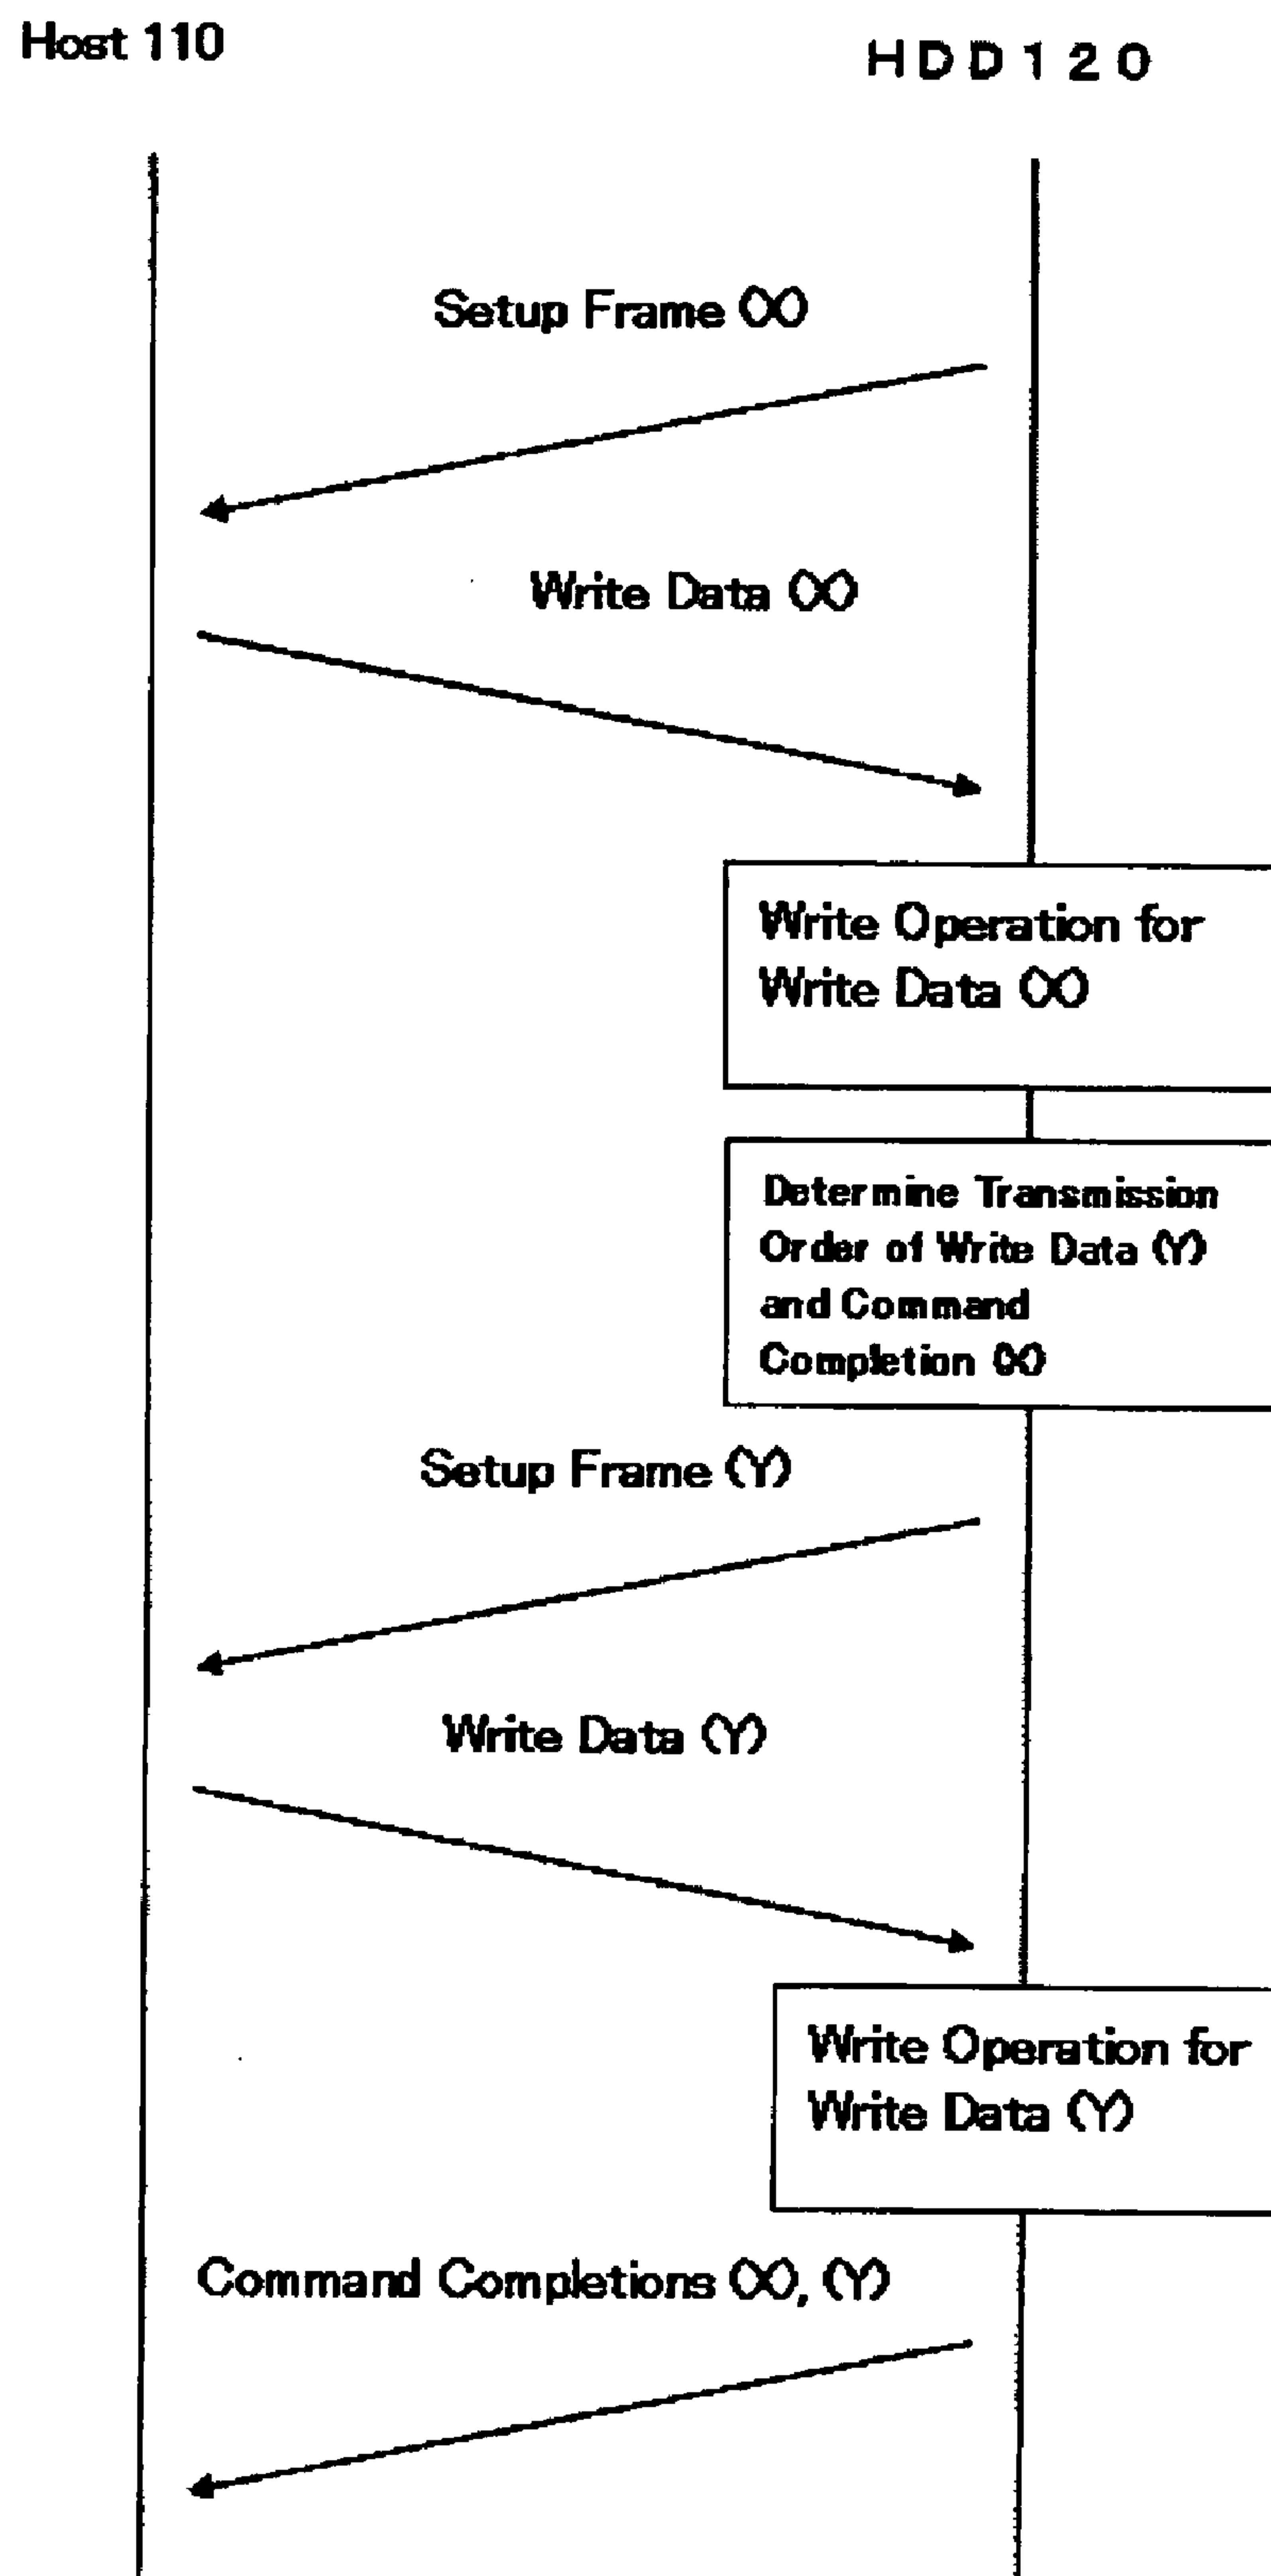 Host 110
HDD120
Setup Frame (X)
Write Data (X)
Write Operation for
Write Data (X)
Determine Transmission
Order of Write Data (Y)
and Command
Completion (X)
Setup Frame (Y)
Write Data (Y)
Write Operation for
Write Data (Y)
Command Completions (X), (Y)